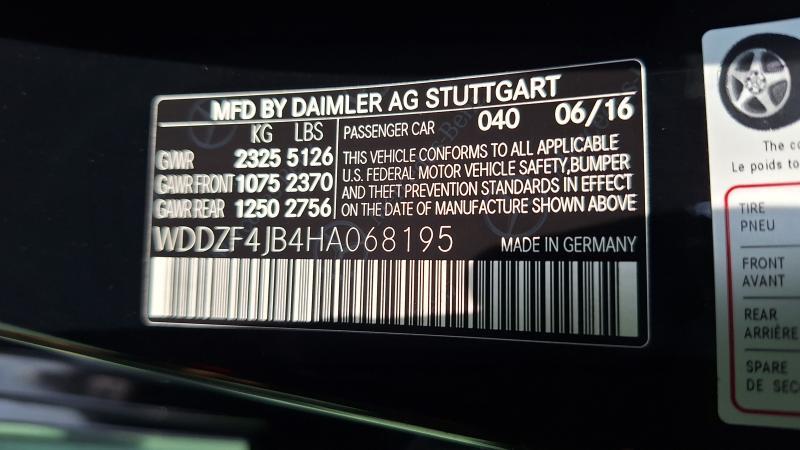 MFD BY DAIMLER AG STUTTGART
KG LBS
GVWR 2325 5126
GAWR FRONT 1075 2370
GAWR REAR 1250 2756
PASSENGER CAR 040 06/16
THIS VEHICLE CONFORMS TO ALL APPLICABLE
U.S. FEDERAL MOTOR VEHICLE SAFETY,BUMPER
AND THEFT PREVENTION STANDARDS IN EFFECT
ON THE DATE OF MANUFACTURE SHOWN ABOVE
WDDZF4JB4HA068195 MADE IN GERMANY
The co
Le poids to
TIRE
PNEU
FRONT
AVANT
REAR
ARRIÈRE
SPARE
DE SEC